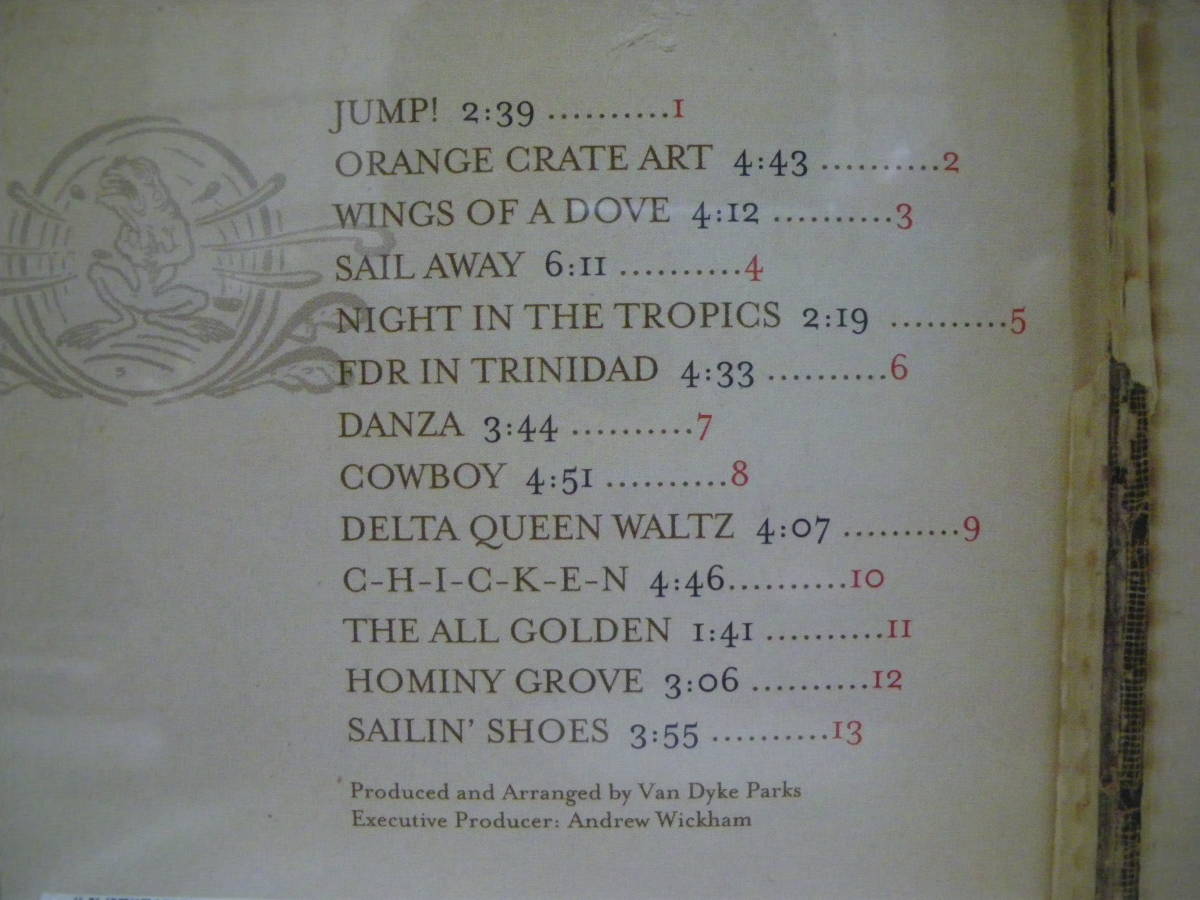 JUMP! 2:39 ..........1
ORANGE CRATE ART 4:43 ..........2
WINGS OF A DOVE 4:12 ..........3
SAIL AWAY 6:11 ..........4
NIGHT IN THE TROPICS 2:19 ..........5
FDR IN TRINIDAD 4:33 ..........6
DANZA 3:44 ..........7
COWBOY 4:51 ..........8
DELTA QUEEN WALTZ 4:07 ..........9
C-H-I-C-K-E-N 4:46..........10
THE ALL GOLDEN 1:41 ..........11
HOMINY GROVE 3:06 ..........12
SAILIN' SHOES 3:55 ..........13
Produced and Arranged by Van Dyke Parks
Executive Producer: Andrew Wickham